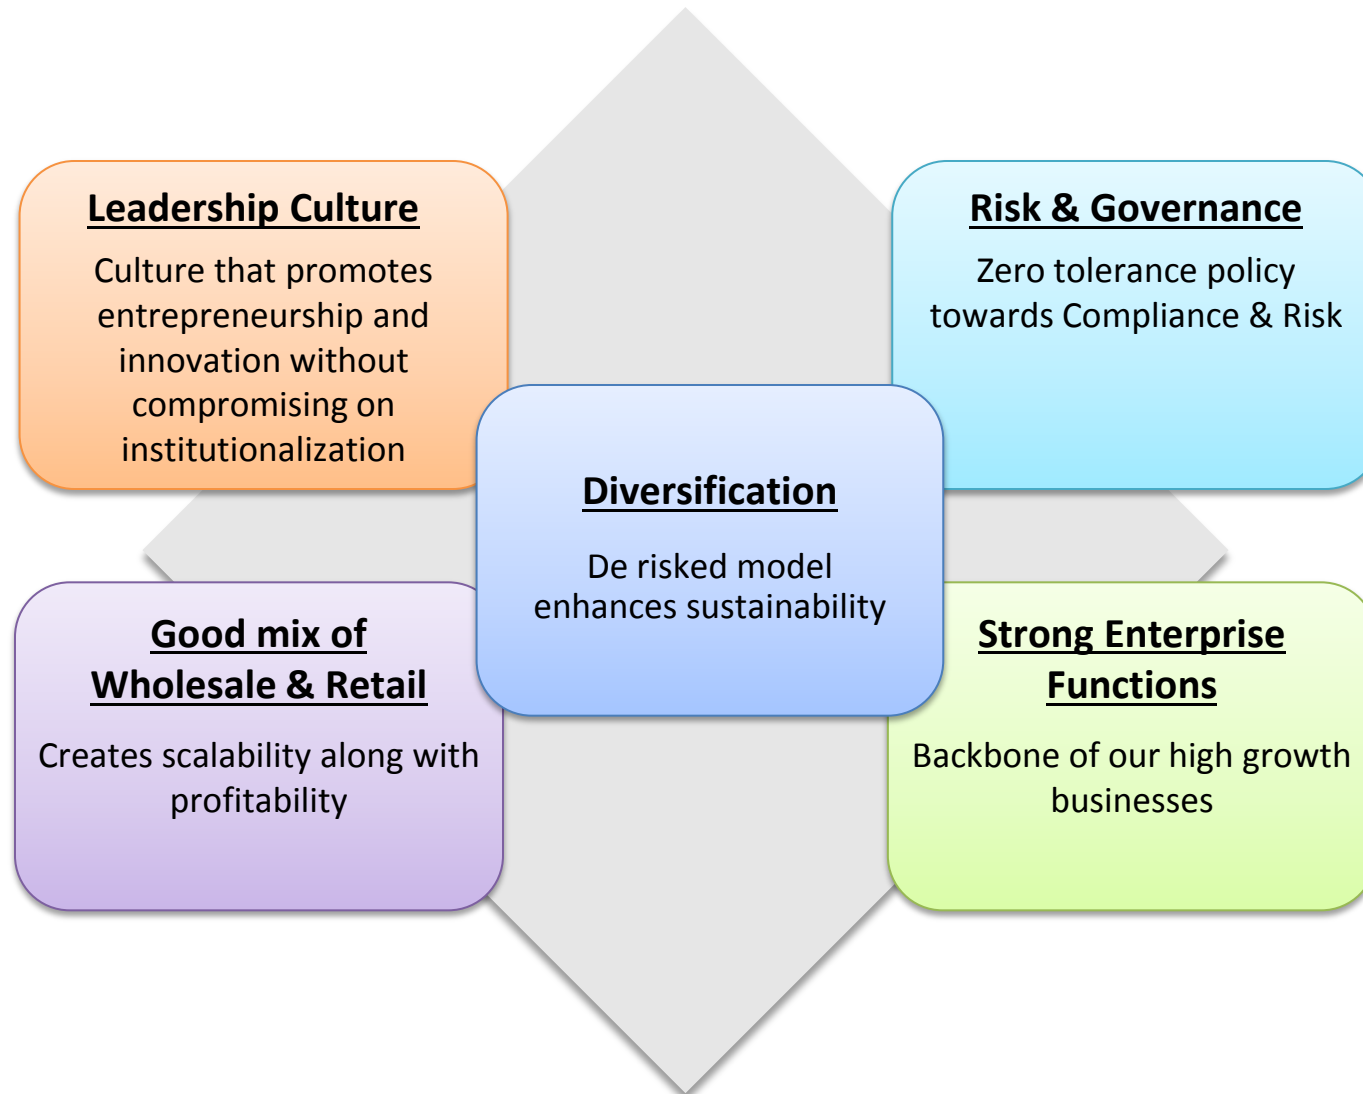 Leadership Culture
Culture that promotes
entrepreneurship and
innovation without
compromising on
institutionalization
Risk & Governance
Zero tolerance policy
towards Compliance & Risk
Diversification
De risked model
enhances sustainability
Good mix of
Wholesale & Retail
Creates scalability along with
profitability
Strong Enterprise
Functions
Backbone of our high growth
businesses